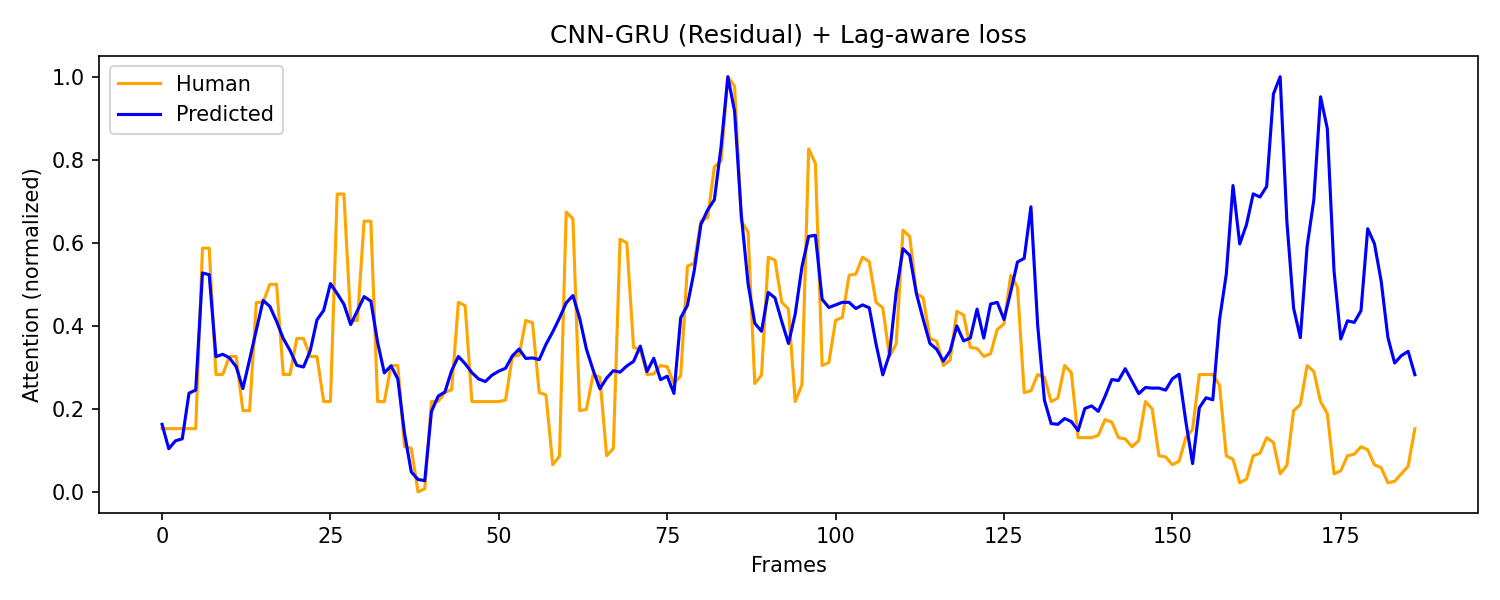 CNN-GRU (Residual) + Lag-aware loss
Human
Predicted
Attention (normalized)
1.0
0.8
0.6
0.4
0.2
0.0
0 25 50 75 100 125 150 175
Frames